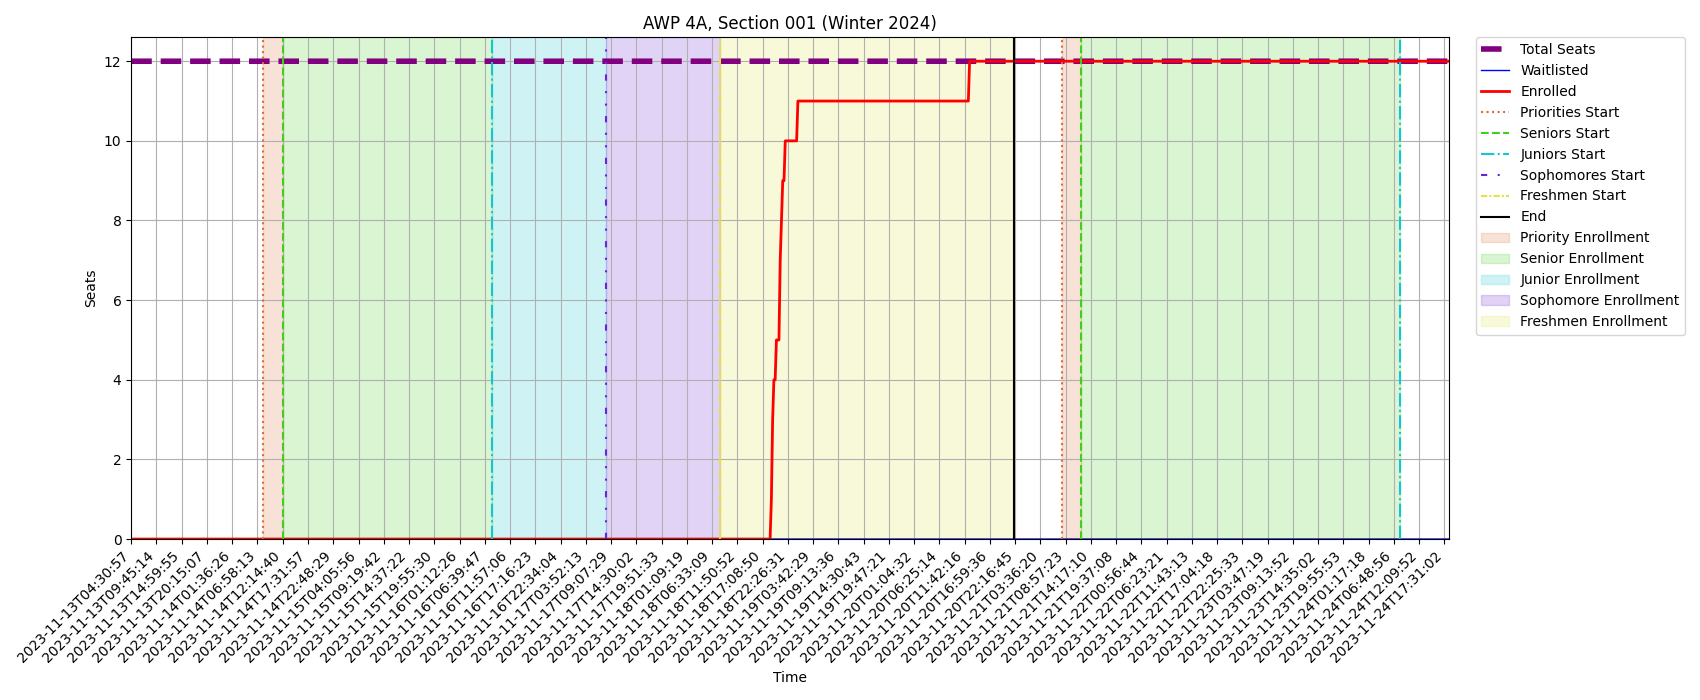 AWP 4A, Section 001 (Winter 2024)
Total Seats
Waitlisted
Enrolled
Priorities Start
Seniors Start
Juniors Start
Sophomores Start
Freshmen Start
End
Priority Enrollment
Senior Enrollment
Junior Enrollment
Sophomore Enrollment
Freshmen Enrollment
Seats
12
10
8
6
4
2
0
2023-11-13T04:30:57
2023-11-13T09:45:14
2023-11-13T14:59:55
2023-11-13T20:15:07
2023-11-14T01:36:26
2023-11-14T06:58:13
2023-11-14T12:14:40
2023-11-14T17:31:57
2023-11-14T22:48:29
2023-11-15T04:05:56
2023-11-15T09:19:42
2023-11-15T14:37:22
2023-11-15T19:55:30
2023-11-16T01:12:26
2023-11-16T06:39:47
2023-11-16T11:57:06
2023-11-16T17:16:23
2023-11-16T22:34:04
2023-11-17T03:52:13
2023-11-17T09:07:29
2023-11-17T14:30:02
2023-11-17T19:51:33
2023-11-18T01:09:19
2023-11-18T06:33:09
2023-11-18T11:50:52
2023-11-18T17:08:50
2023-11-18T22:26:31
2023-11-19T03:42:29
2023-11-19T09:13:36
2023-11-19T14:30:43
2023-11-19T19:47:21
2023-11-20T01:04:32
2023-11-20T06:25:14
2023-11-20T11:42:16
2023-11-20T16:59:36
2023-11-20T22:16:45
2023-11-21T03:36:20
2023-11-21T08:57:23
2023-11-21T14:17:10
2023-11-21T19:37:08
2023-11-22T00:56:44
2023-11-22T06:23:21
2023-11-22T11:43:13
2023-11-22T17:04:18
2023-11-22T22:25:33
2023-11-23T03:47:19
2023-11-23T09:13:52
2023-11-23T14:35:02
2023-11-23T19:55:53
2023-11-24T01:17:18
2023-11-24T06:48:56
2023-11-24T12:09:52
2023-11-24T17:31:02
Time